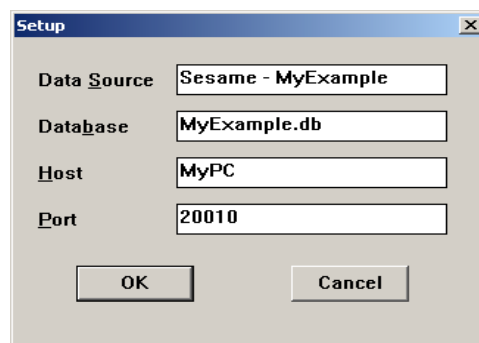 Setup
Data Source Sesame - MyExample
Database MyExample.db
Host MyPC
Port 20010
OK Cancel